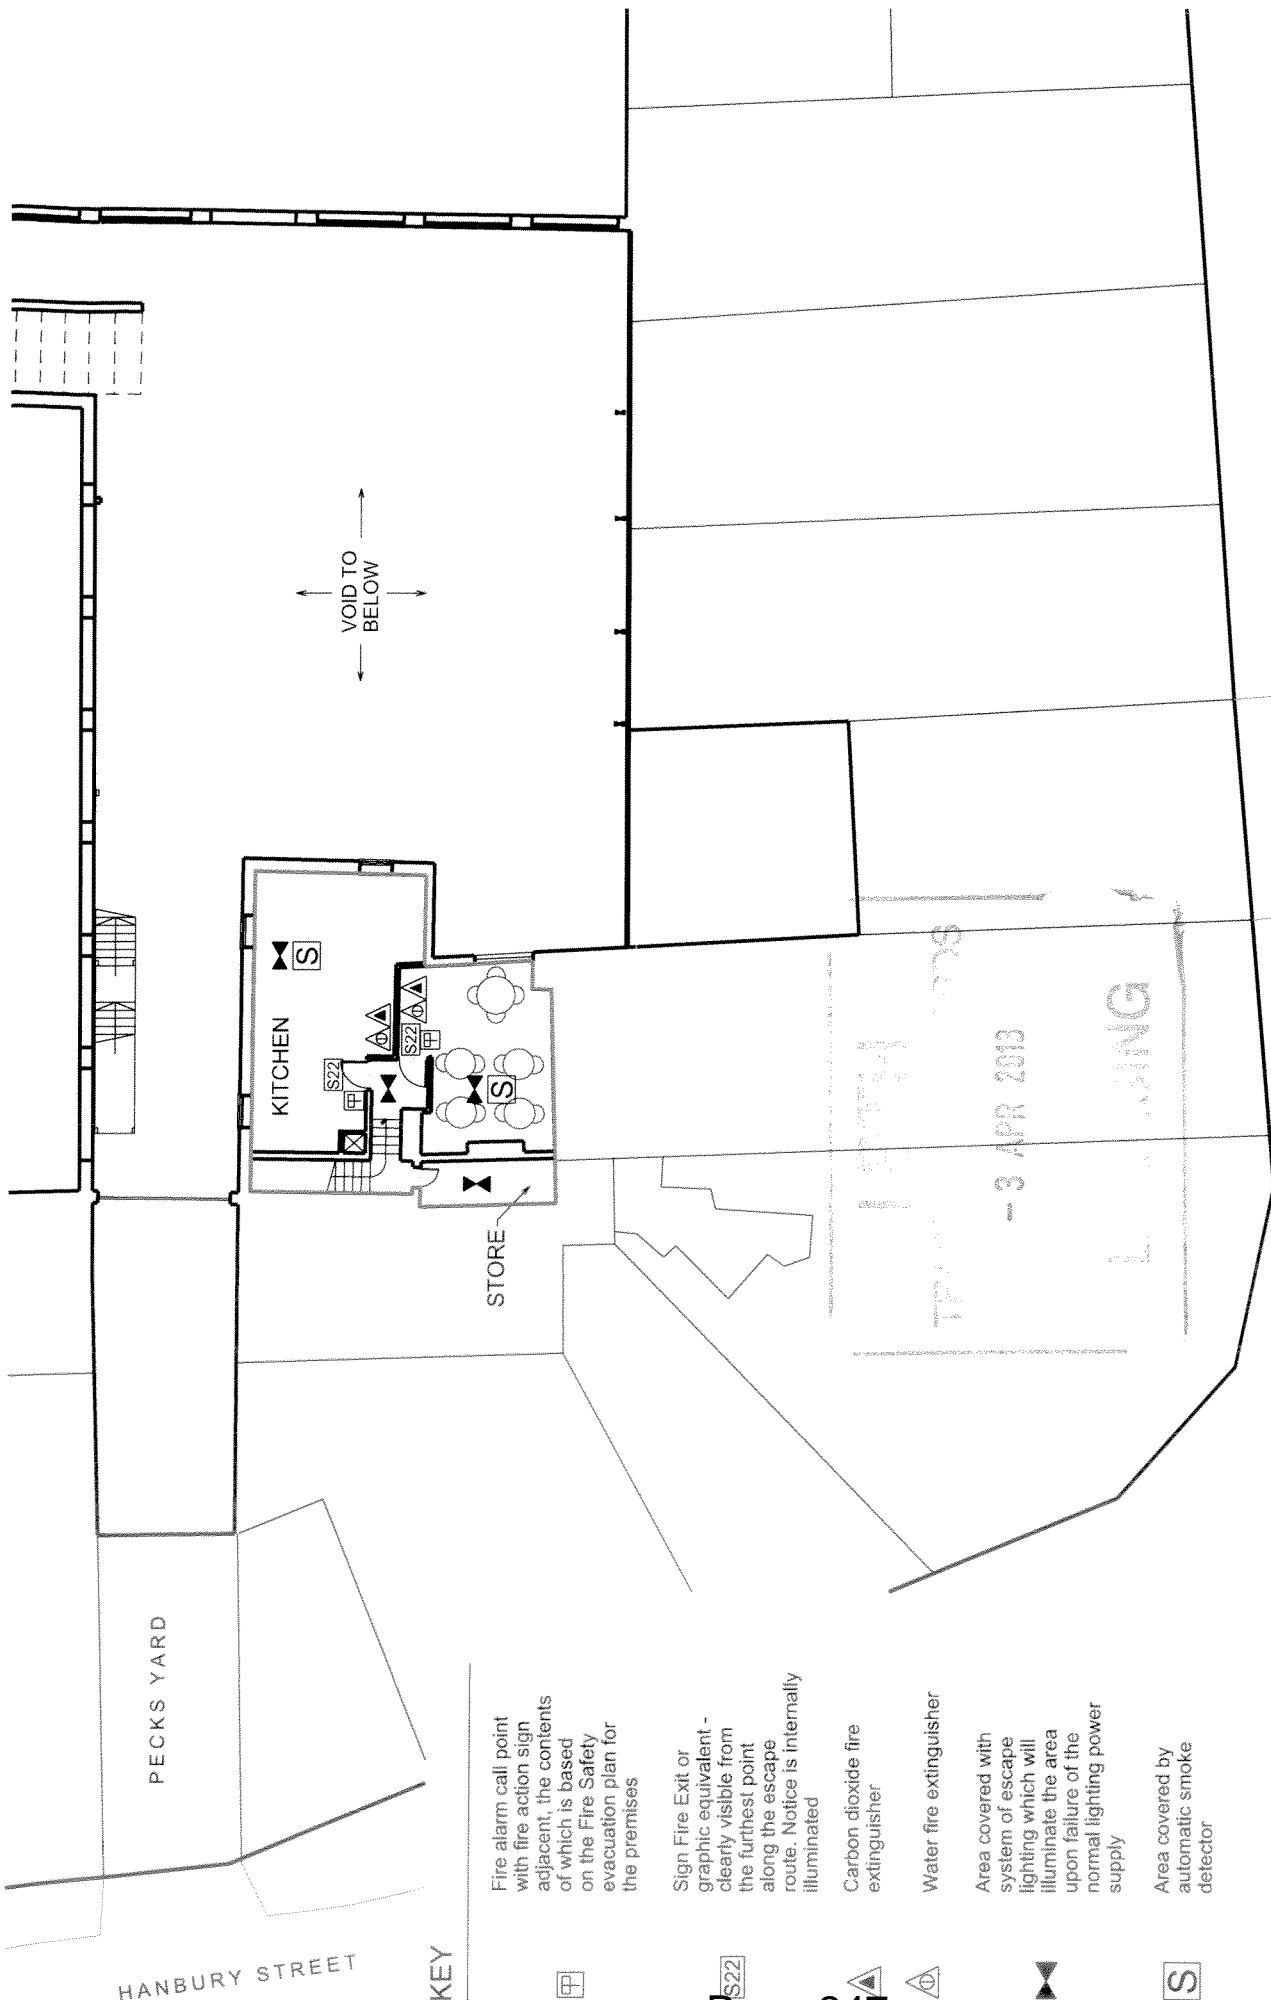 PECKS YARD
HANBURY STREET
VOID TO
BELOW
KITCHEN
S
S22
S22
S
STORE
- 3 APR 2013
KEY
Fire alarm call point
with fire action sign
adjacent, the contents
of which is based
on the Fire Safety
evacuation plan for
the premises
S22
Sign Fire Exit or
graphic equivalent -
clearly visible from
the furthest point
along the escape
route. Notice is internally
illuminated
Carbon dioxide fire
extinguisher
Water fire extinguisher
Area covered with
system of escape
lighting which will
illuminate the area
upon failure of the
normal lighting power
supply
S
Area covered by
automatic smoke
detector